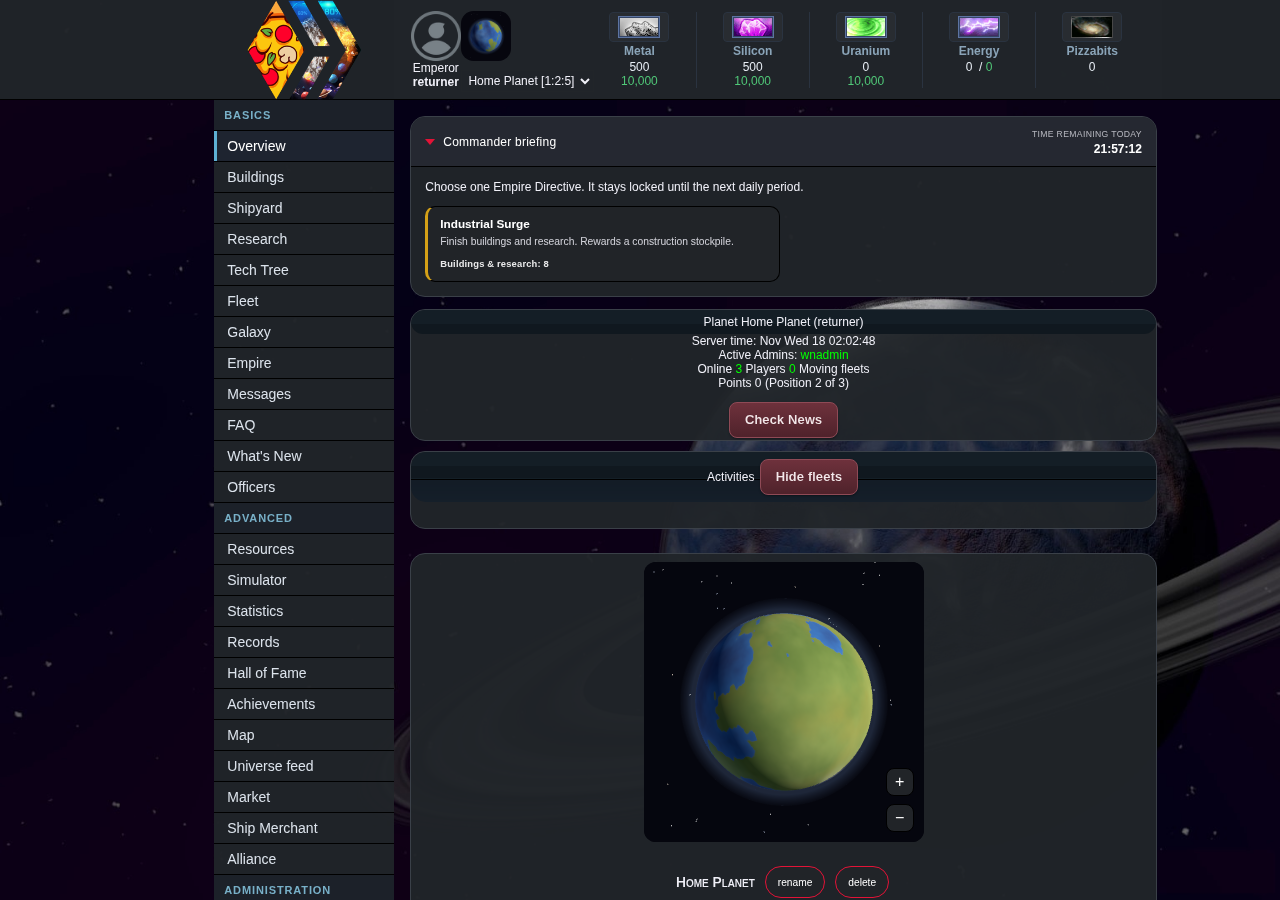 Emperor
returner
Home Planet [1:2:5]
Metal
500
10,000
Silicon
500
10,000
Uranium
0
10,000
Energy
0 / 0
Pizzabits
0
BASICS
Overview
Buildings
Shipyard
Research
Tech Tree
Fleet
Galaxy
Empire
Messages
FAQ
What's New
Officers
ADVANCED
Resources
Simulator
Statistics
Records
Hall of Fame
Achievements
Map
Universe feed
Market
Ship Merchant
Alliance
ADMINISTRATION
Commander briefing
TIME REMAINING TODAY
21:57:12
Choose one Empire Directive. It stays locked until the next daily period.
Industrial Surge
Finish buildings and research. Rewards a construction stockpile.
Buildings & research: 8
Planet Home Planet (returner)
Server time: Nov Wed 18 02:02:48
Active Admins: wnadmin
Online 3 Players 0 Moving fleets
Points 0 (Position 2 of 3)
Check News
Activities Hide fleets
+
−
Home Planet rename delete